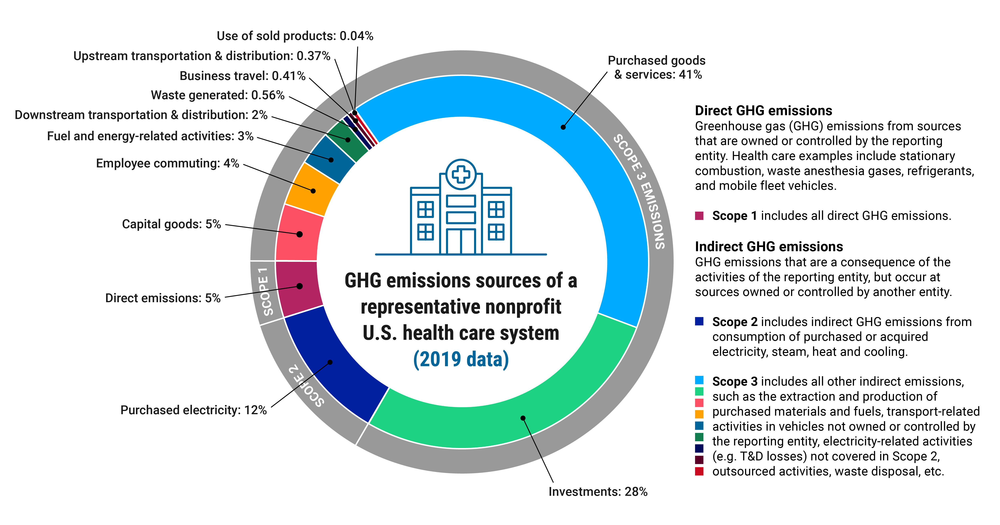 Use of sold products: 0.04%
Upstream transportation & distribution: 0.37%
Business travel: 0.41%
Waste generated: 0.56%
Downstream transportation & distribution: 2%
Fuel and energy-related activities: 3%
Employee commuting: 4%
Capital goods: 5%
Direct emissions: 5%
Purchased electricity: 12%
SCOPE 1
SCOPE 2
GHG emissions sources of a
representative nonprofit
U.S. health care system
(2019 data)
Purchased goods
& services: 41%
SCOPE 3 EMISSIONS
Investments: 28%
Direct GHG emissions
Greenhouse gas (GHG) emissions from sources
that are owned or controlled by the reporting
entity. Health care examples include stationary
combustion, waste anesthesia gases, refrigerants,
and mobile fleet vehicles.
Scope 1 includes all direct GHG emissions.
Indirect GHG emissions
GHG emissions that are a consequence of the
activities of the reporting entity, but occur at
sources owned or controlled by another entity.
Scope 2 includes indirect GHG emissions from
consumption of purchased or acquired
electricity, steam, heat and cooling.
Scope 3 includes all other indirect emissions,
such as the extraction and production of
purchased materials and fuels, transport-related
activities in vehicles not owned or controlled by
the reporting entity, electricity-related activities
(e.g. T&D losses) not covered in Scope 2,
outsourced activities, waste disposal, etc.